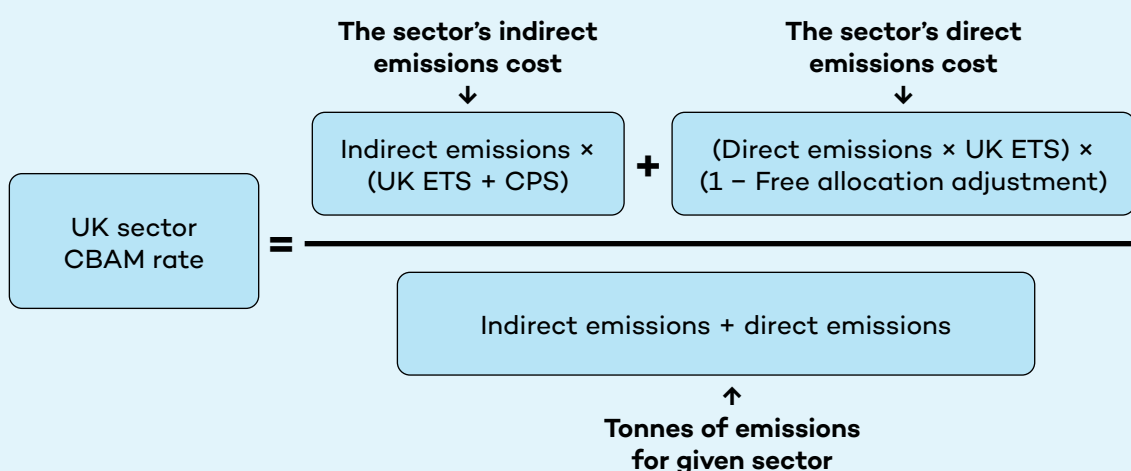 The sector’s indirect
emissions cost
↓
The sector’s direct
emissions cost
↓
UK sector
CBAM rate
=
Indirect emissions ×
(UK ETS + CPS)
+
(Direct emissions × UK ETS) ×
(1 – Free allocation adjustment)
Indirect emissions + direct emissions
↑
Tonnes of emissions
for given sector